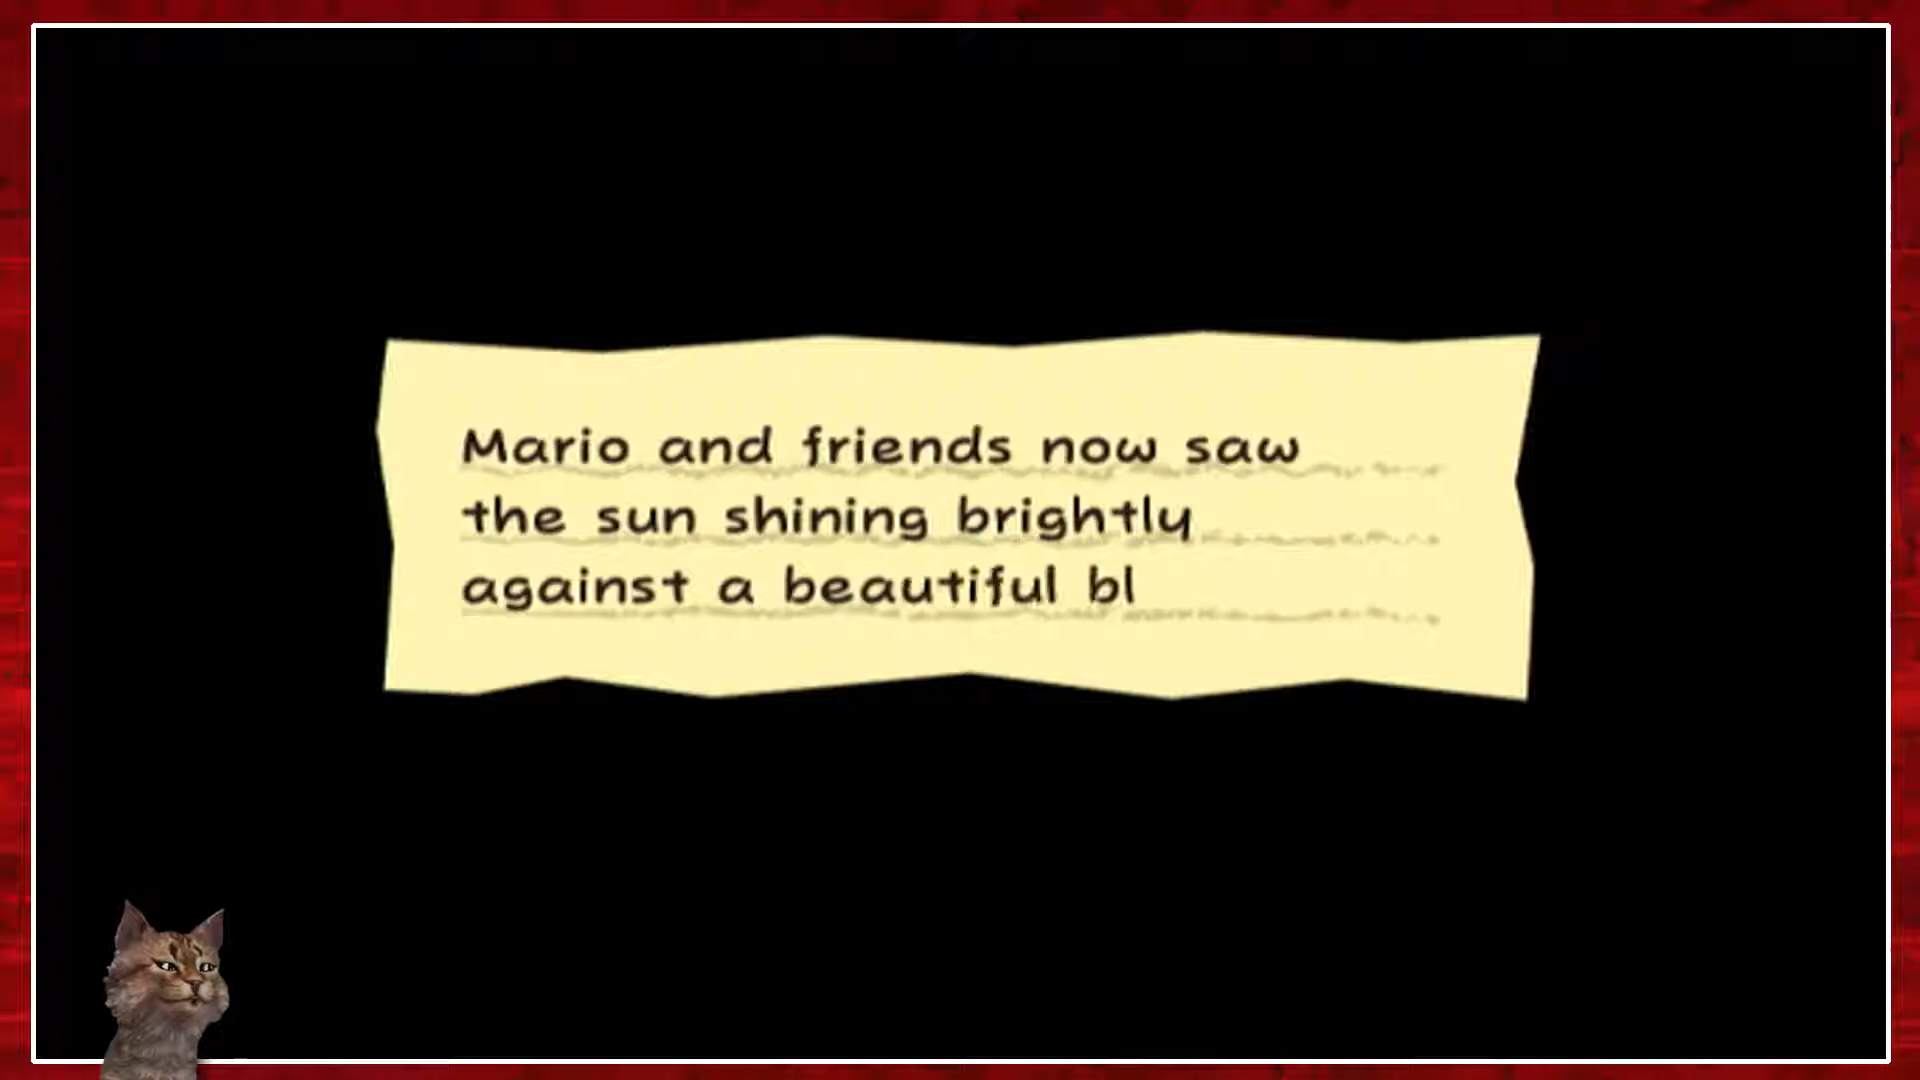 Mario and friends now saw
the sun shining brightly
against a beautiful bl